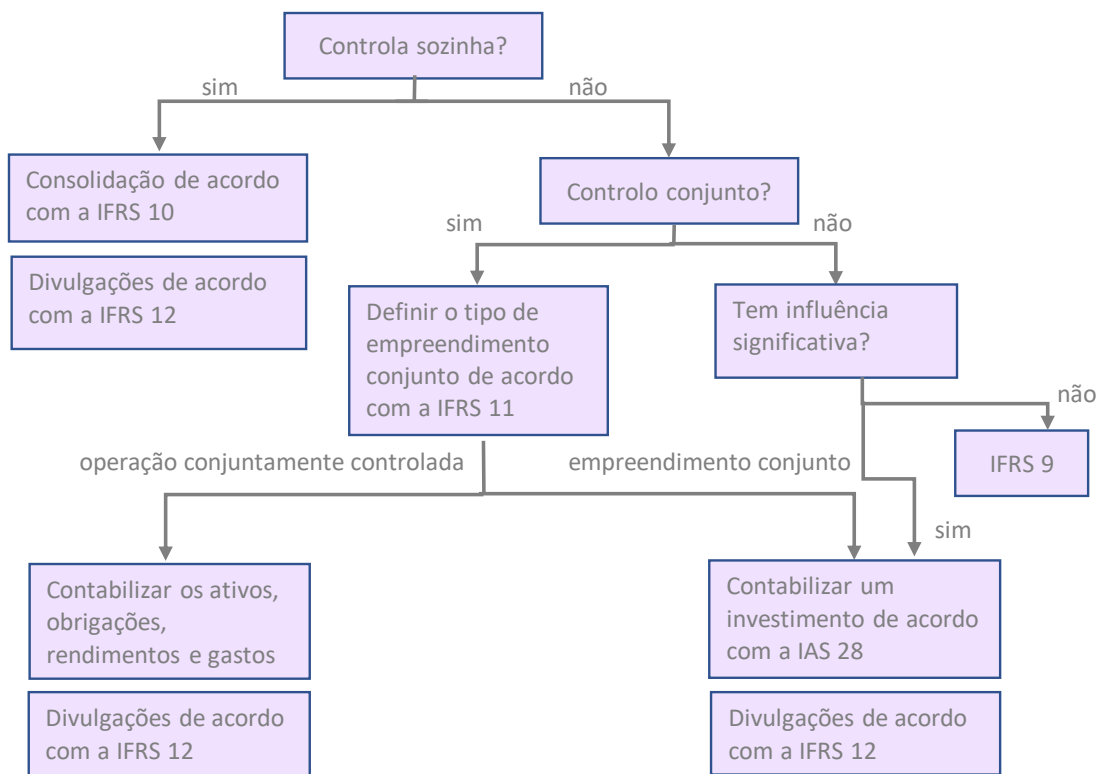 Controla sozinha?
sim
não
Consolidação de acordo
com a IFRS 10
Controlo conjunto?
sim
não
Divulgações de acordo
com a IFRS 12
Definir o tipo de
empreendimento
conjunto de acordo
com a IFRS 11
Tem influência
significativa?
não
operação conjuntamente controlada
empreendimento conjunto
IFRS 9
sim
Contabilizar os ativos,
obrigações,
rendimentos e gastos
Contabilizar um
investimento de acordo
com a IAS 28
Divulgações de acordo
com a IFRS 12
Divulgações de acordo
com a IFRS 12